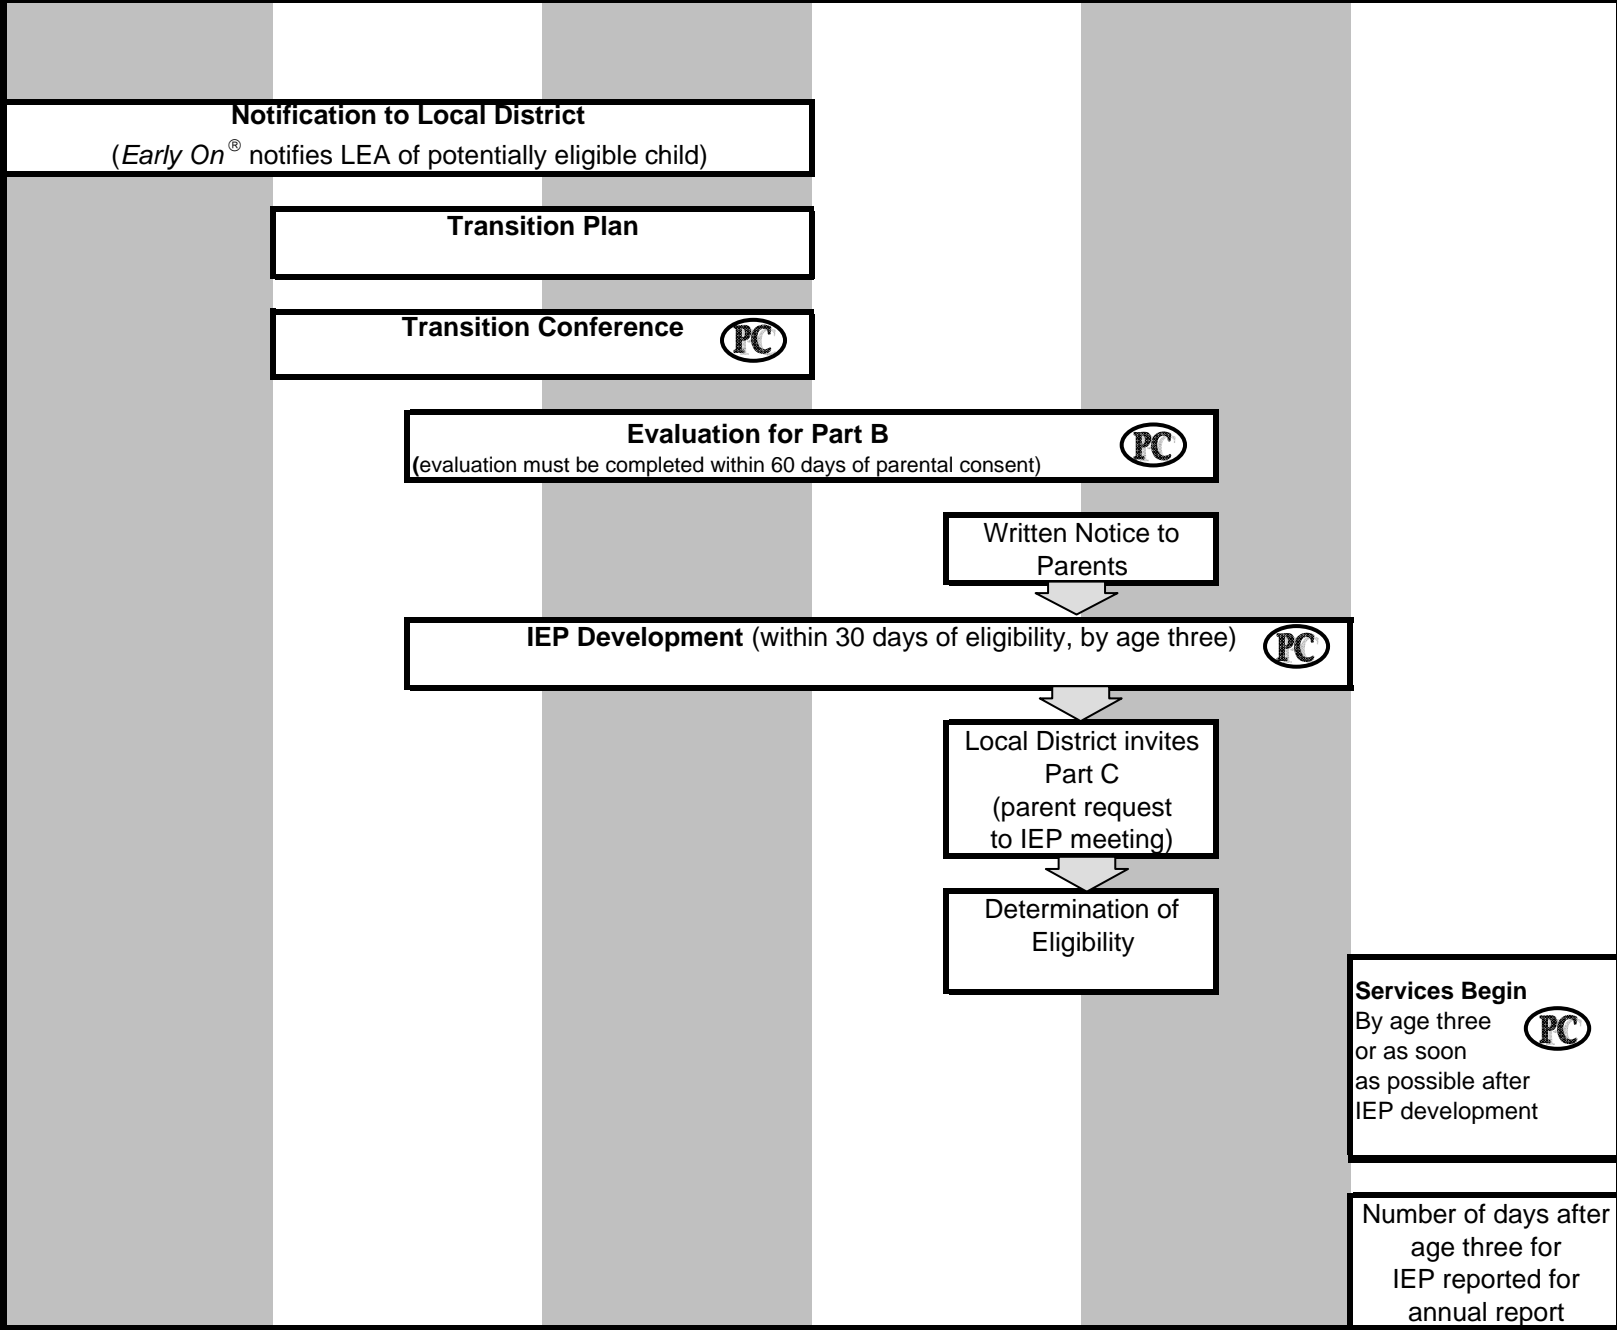 Notification to Local District
(Early On® notifies LEA of potentially eligible child)
Transition Plan
Transition Conference PC
Evaluation for Part B PC
(evaluation must be completed within 60 days of parental consent)
Written Notice to
Parents
IEP Development (within 30 days of eligibility, by age three) PC
Local District invites
Part C
(parent request
to IEP meeting)
Determination of
Eligibility
Services Begin
By age three PC
or as soon
as possible after
IEP development
Number of days after
age three for
IEP reported for
annual report